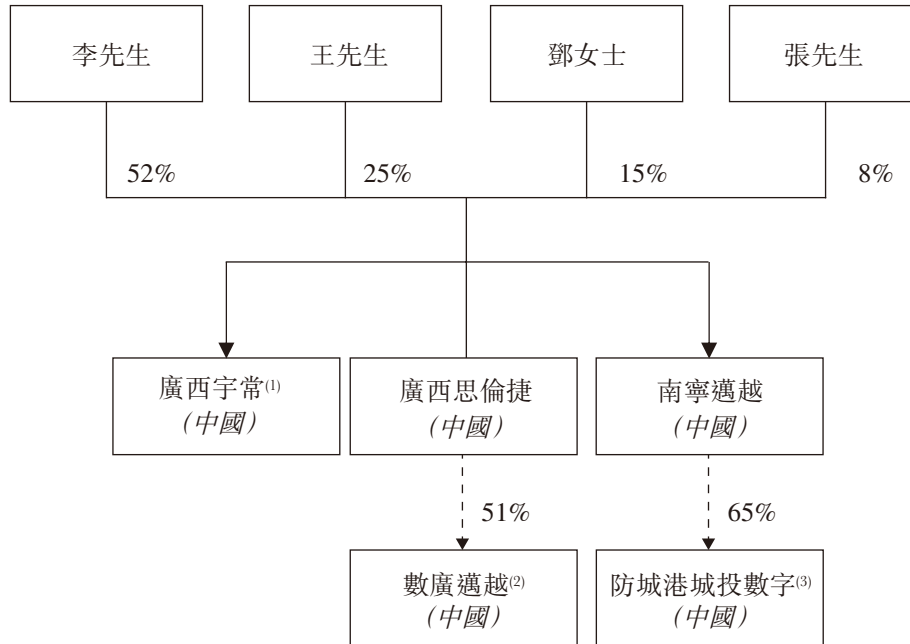 李先生
王先生
鄧女士
張先生
52%
25%
15%
8%
廣西宇常(1)
(中國)
廣西思倫捷
(中國)
南寧邁越
(中國)
51%
65%
數廣邁越(2)
(中國)
防城港城投數字(3)
(中國)